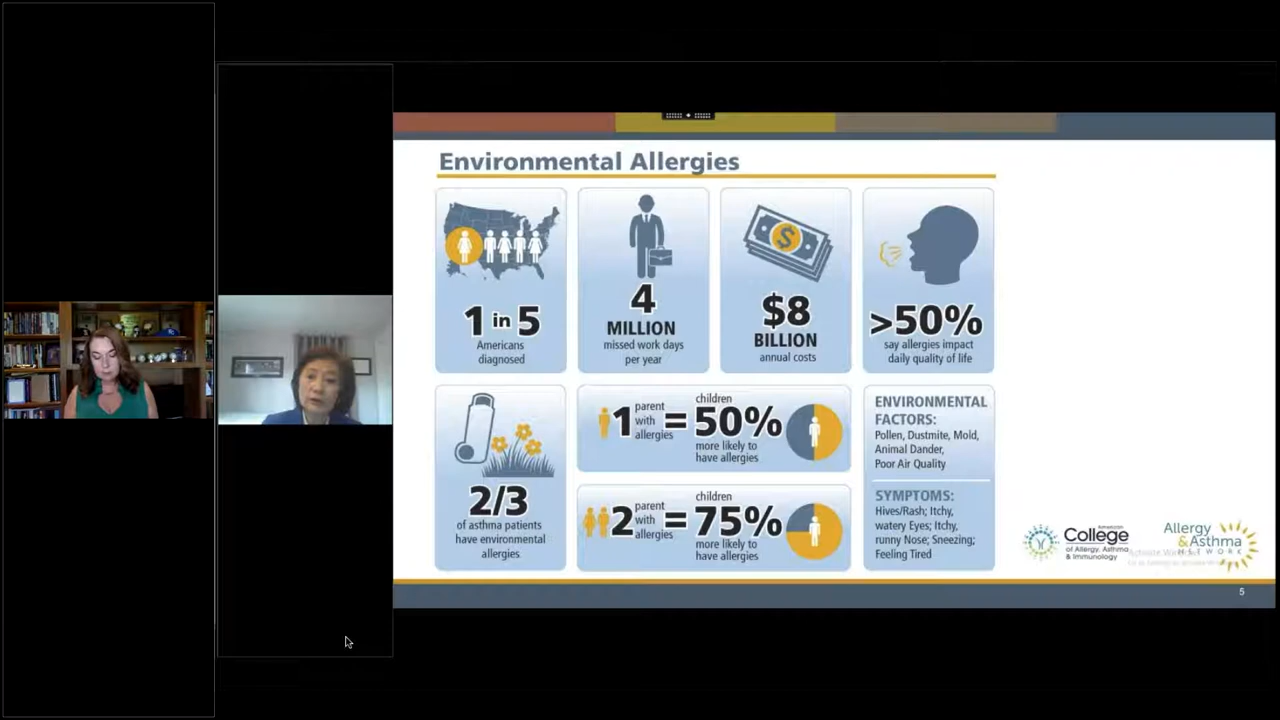 Environmental Allergies
1 in 5
Americans
diagnosed
4
MILLION
missed work days
per year
$8
BILLION
annual costs
>50%
say allergies impact
daily quality of life
2/3
of asthma patients
have environmental
allergies
1 parent with allergies = children 50%
more likely to
have allergies
2 parent with allergies = children 75%
more likely to
have allergies
ENVIRONMENTAL
FACTORS:
Pollen, Dustmite, Mold,
Animal Dander,
Poor Air Quality
SYMPTOMS:
Hives/Rash; Itchy,
watery Eyes; Itchy,
runny Nose; Sneezing;
Feeling Tired
American
College
of Allergy, Asthma
& Immunology
Allergy
& Asthma
NETWORK
5